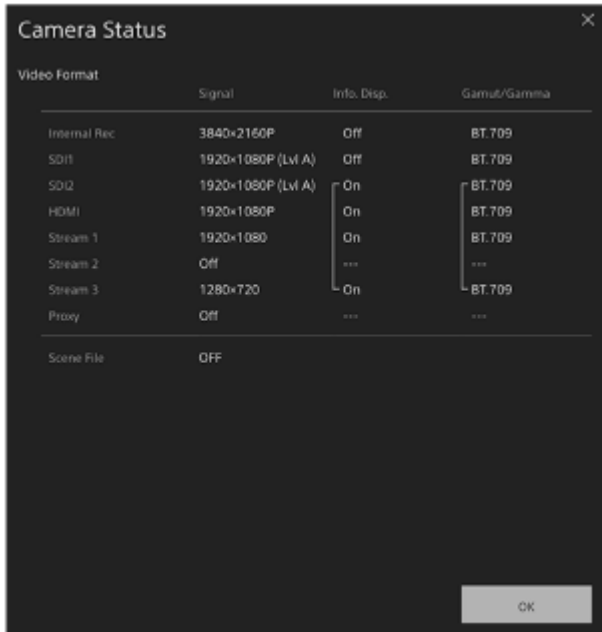 Camera Status
Video Format
Signal Info. Disp. Gamut/Gamma
Internal Rec 3840×2160P Off BT.709
SDI1 1920×1080P (Lvl A) Off BT.709
SDI2 1920×1080P (Lvl A) On BT.709
HDMI 1920×1080P On BT.709
Stream 1 1920×1080 On BT.709
Stream 2 Off --- ---
Stream 3 1280×720 On BT.709
Proxy Off --- ---
Scene File OFF
OK